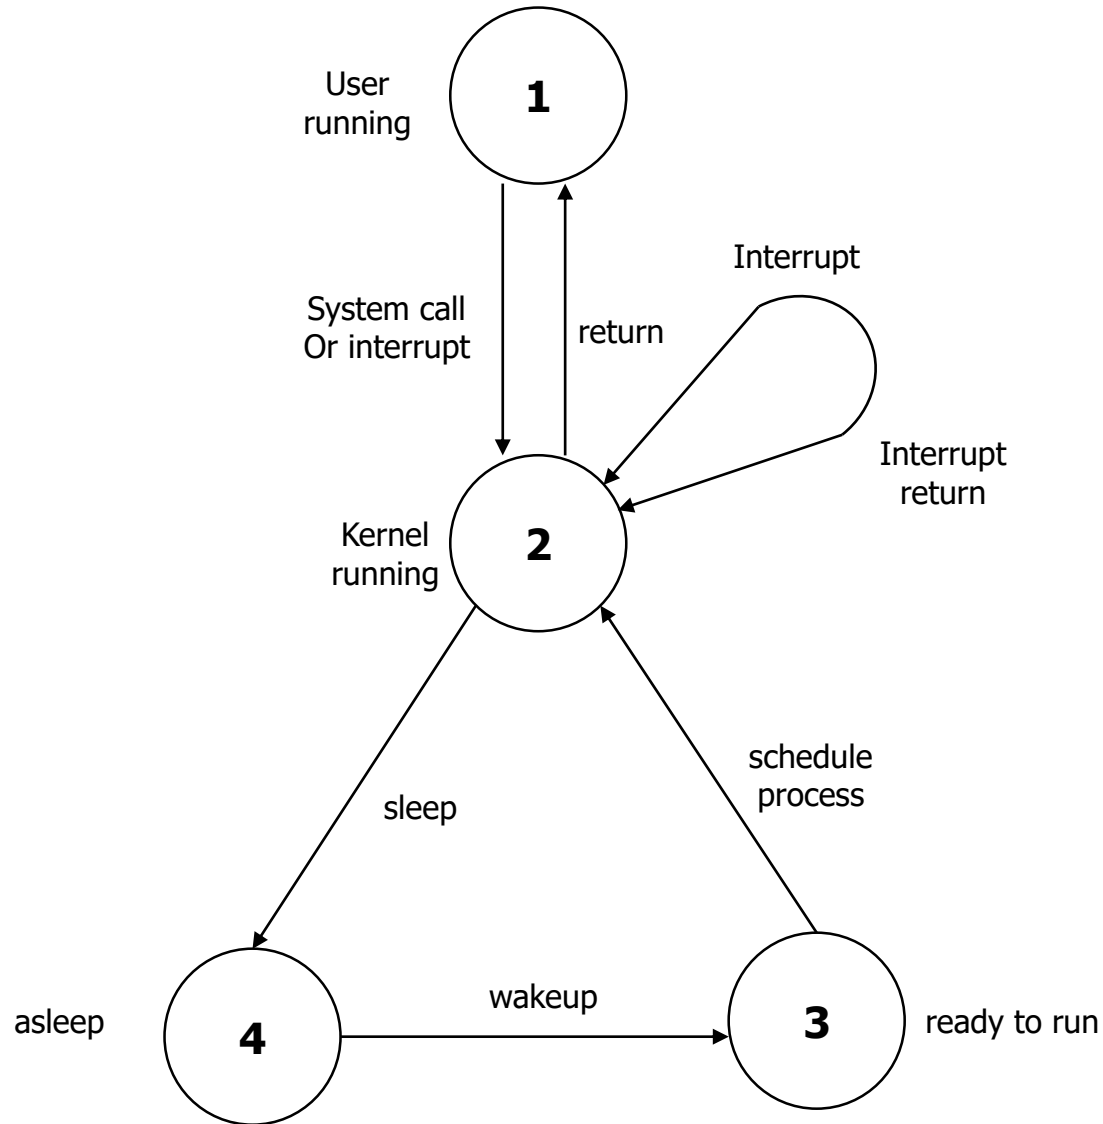 User
running
1
System call
Or interrupt
return
Interrupt
Interrupt
return
Kernel
running
2
sleep
schedule
process
asleep
4
wakeup
3
ready to run